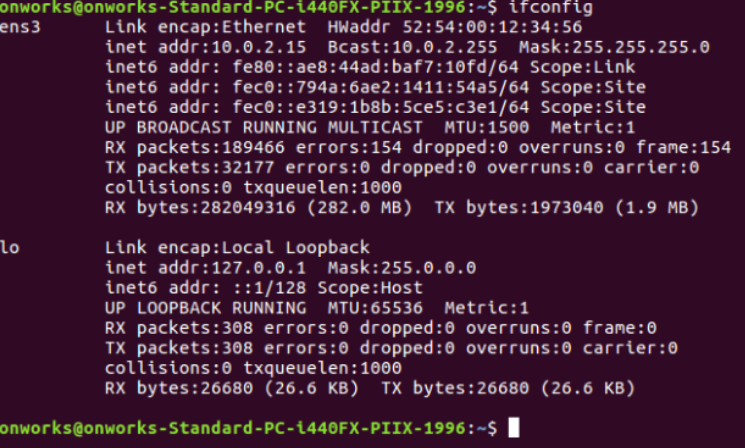 onworks@onworks-Standard-PC-i440FX-PIIX-1996:~$ ifconfig
ens3      Link encap:Ethernet  HWaddr 52:54:00:12:34:56
          inet addr:10.0.2.15  Bcast:10.0.2.255  Mask:255.255.255.0
          inet6 addr: fe80::ae8:44ad:baf7:10fd/64 Scope:Link
          inet6 addr: fec0::794a:6ae2:1411:54a5/64 Scope:Site
          inet6 addr: fec0::e319:1b8b:5ce5:c3e1/64 Scope:Site
          UP BROADCAST RUNNING MULTICAST  MTU:1500  Metric:1
          RX packets:189466 errors:154 dropped:0 overruns:0 frame:154
          TX packets:32177 errors:0 dropped:0 overruns:0 carrier:0
          collisions:0 txqueuelen:1000
          RX bytes:282049316 (282.0 MB)  TX bytes:1973040 (1.9 MB)

lo        Link encap:Local Loopback
          inet addr:127.0.0.1  Mask:255.0.0.0
          inet6 addr: ::1/128 Scope:Host
          UP LOOPBACK RUNNING  MTU:65536  Metric:1
          RX packets:308 errors:0 dropped:0 overruns:0 frame:0
          TX packets:308 errors:0 dropped:0 overruns:0 carrier:0
          collisions:0 txqueuelen:1000
          RX bytes:26680 (26.6 KB)  TX bytes:26680 (26.6 KB)

onworks@onworks-Standard-PC-i440FX-PIIX-1996:~$